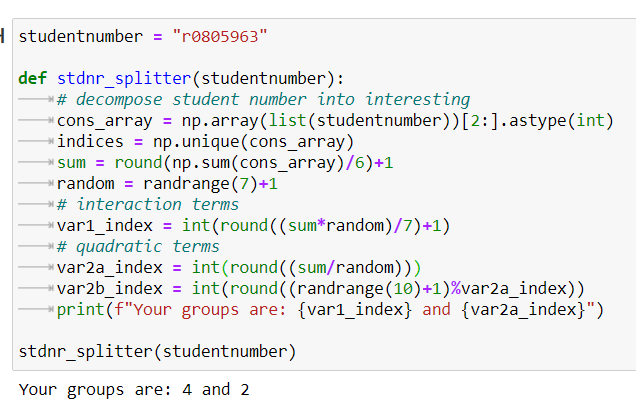 studentnumber = "r0805963"
def stdnr_splitter(studentnumber):
# decompose student number into interesting
cons_array = np.array(list(studentnumber))[2:].astype(int)
indices = np.unique(cons_array)
sum = round(np.sum(cons_array)/6)+1
random = randrange(7)+1
# interaction terms
var1_index = int(round((sum*random)/7)+1)
# quadratic terms
var2a_index = int(round((sum/random)))
var2b_index = int(round((randrange(10)+1)%var2a_index))
print(f"Your groups are: {var1_index} and {var2a_index}")
stdnr_splitter(studentnumber)
Your groups are: 4 and 2